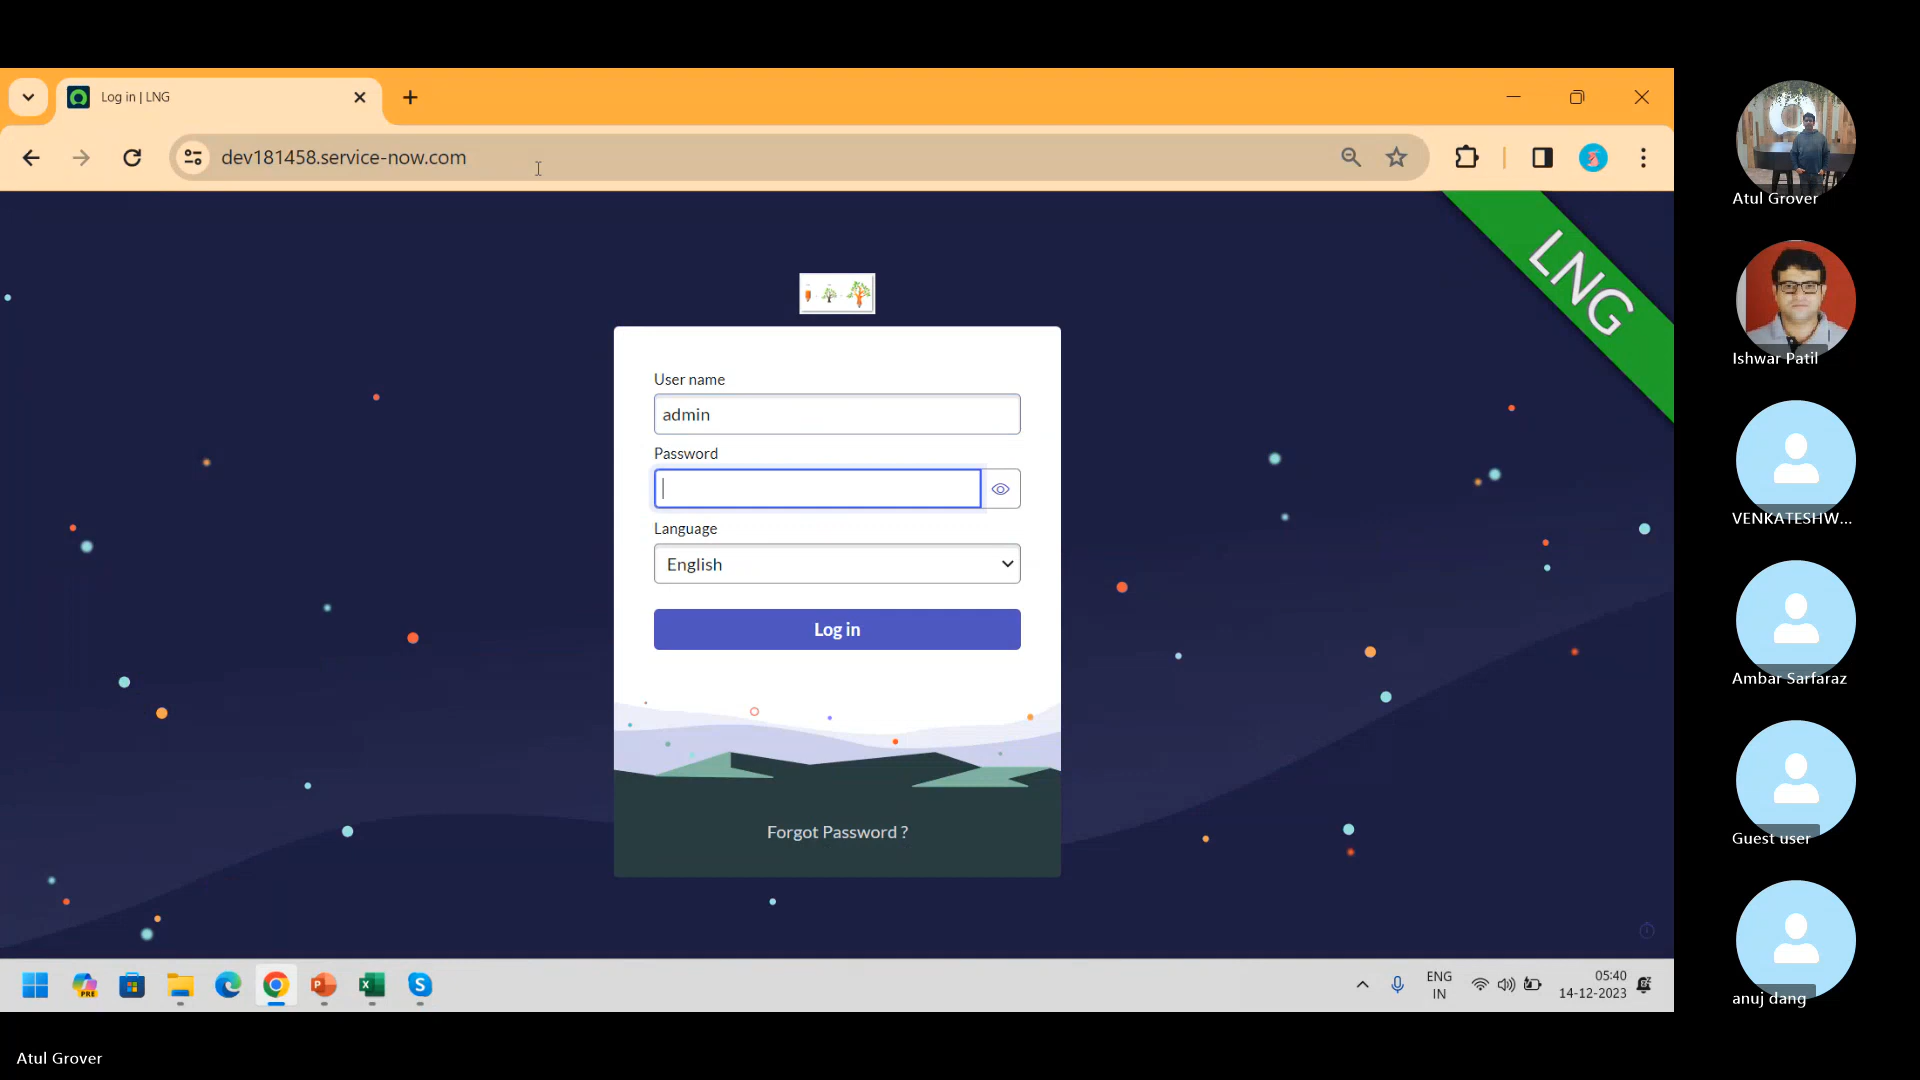 Log in | LNG
dev181458.service-now.com
LNG
User name
admin
Password
Language
English
Log in
Forgot Password ?
PRE
ENG
IN
05:40
14-12-2023
Atul Grover
Ishwar Patil
VENKATESHW...
Ambar Sarfaraz
Guest user
anuj dang
Atul Grover